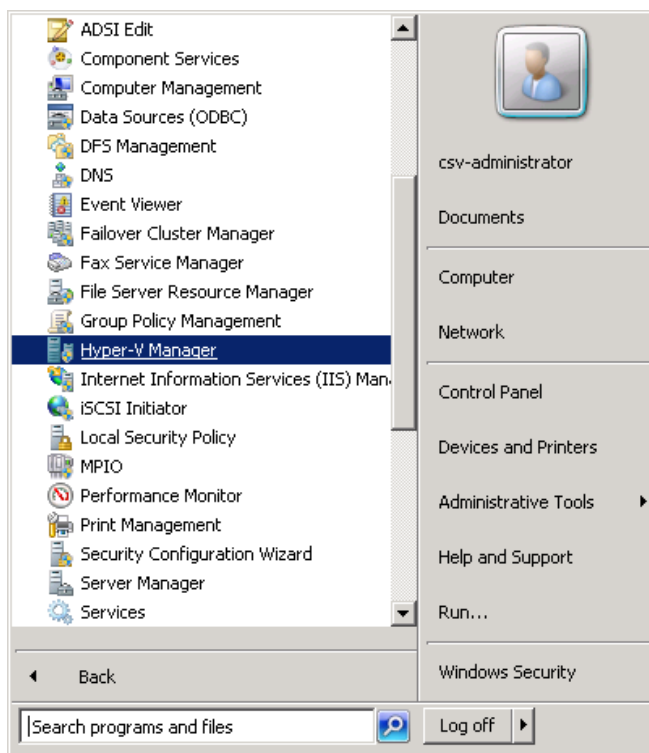 ADSI Edit
Component Services
Computer Management
Data Sources (ODBC)
DFS Management
DNS
Event Viewer
Failover Cluster Manager
Fax Service Manager
File Server Resource Manager
Group Policy Management
Hyper-V Manager
Internet Information Services (IIS) Man
iSCSI Initiator
Local Security Policy
MPIO
Performance Monitor
Print Management
Security Configuration Wizard
Server Manager
Services
Back
Search programs and files
csv-administrator
Documents
Computer
Network
Control Panel
Devices and Printers
Administrative Tools
Help and Support
Run...
Windows Security
Log off